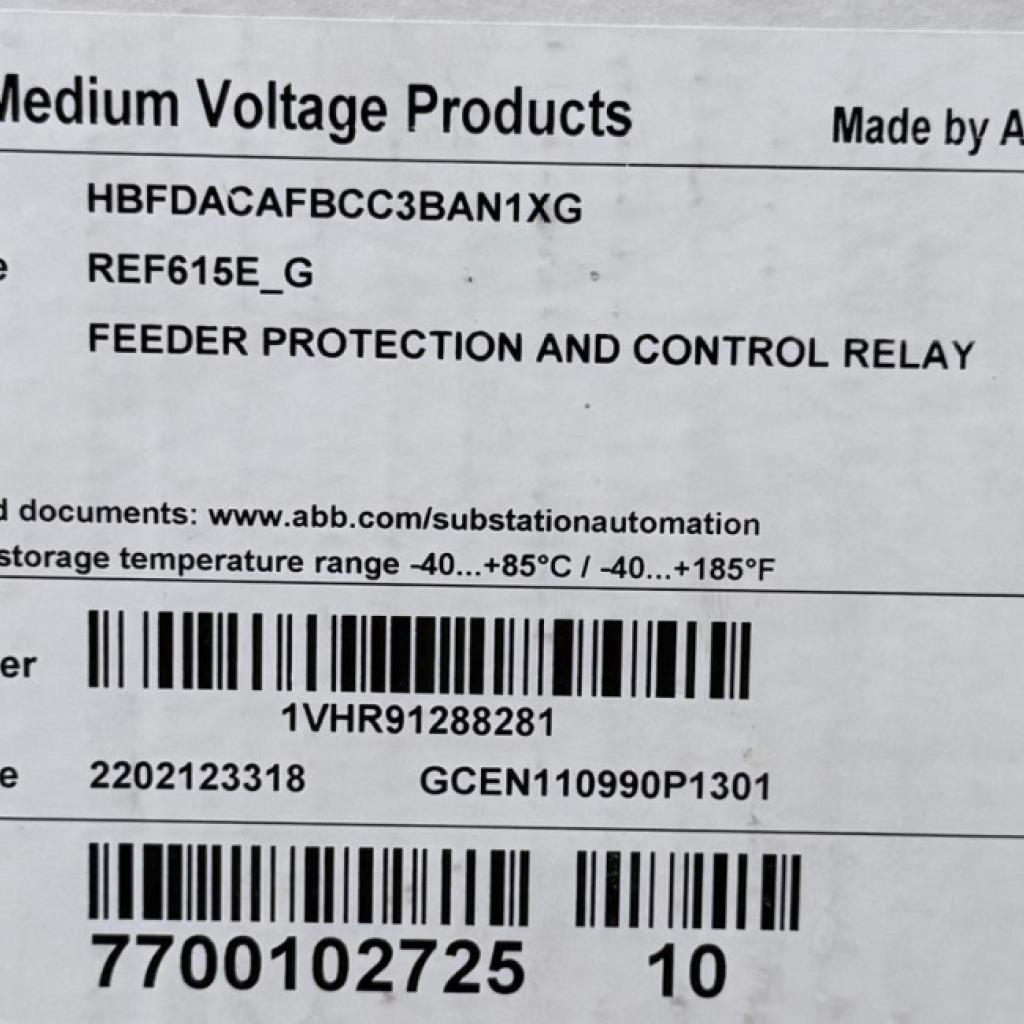 Medium Voltage Products
Made by A
HBFDACAFBCC3BAN1XG
e REF615E_G
FEEDER PROTECTION AND CONTROL RELAY
d documents: www.abb.com/substationautomation
storage temperature range -40...+85°C / -40...+185°F
er
1VHR91288281
e 2202123318 GCEN110990P1301
7700102725 10